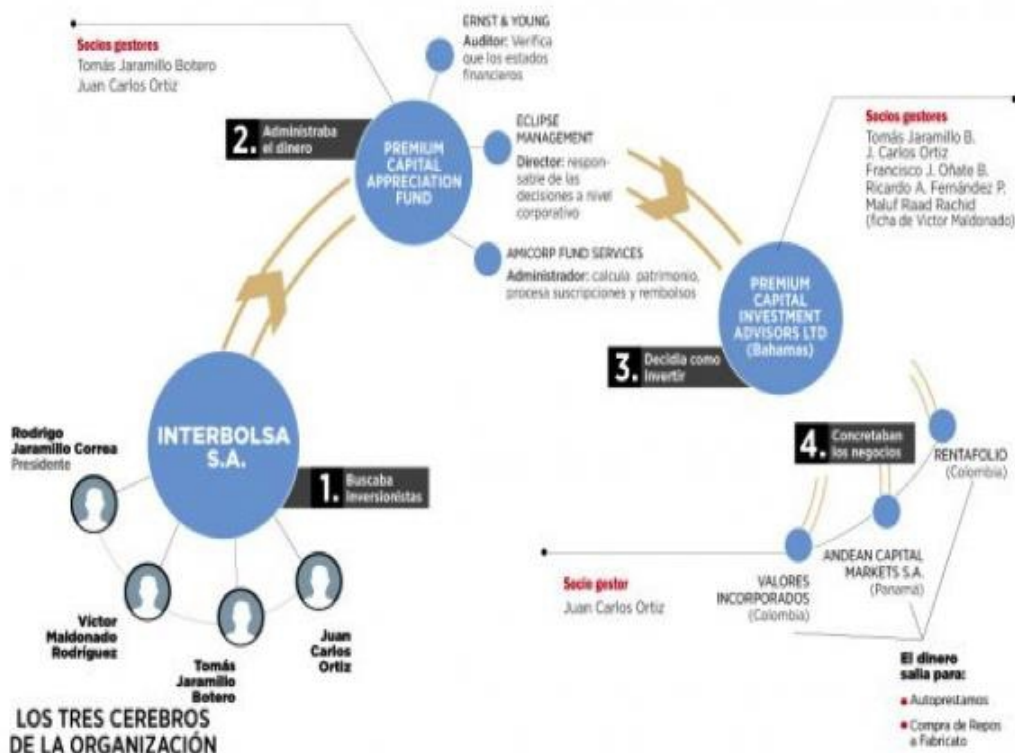 ERNST & YOUNG
Auditor: Verifica
que los estados
financieros
Socios gestores
Tomás Jaramillo Botero
Juan Carlos Ortiz
2. Administraba
el dinero
PREMIUM
CAPITAL
APPRECIATION
FUND
ECLIPSE
MANAGEMENT
Director: respon-
satre de las
decisiones a nivel
corporativo
AMICORP FUND SERVICES
Administrador: calcula patrimonio,
procesa suscripciones y rembolsos
Socios gestores
Tomás Jaramillo B.
J. Carlos Ortiz
Francisco J. Oñate B.
Ricardo A. Fernández P.
Maluf Raad Rachid
(ficha de Victor Maldonado)
PREMIUM
CAPITAL
INVESTMENT
ADVISORS LTD
(Bahamas)
3. Decidia como
invertir
INTERBOLSA
S.A.
1. Buscaba
inversionistas
Rodrigo
Jaramillo Correa
Presidente
Víctor
Maldonado
Rodríguez
Tomás
Jaramillo
Botero
Juan
Carlos
Ortiz
LOS TRES CEREBROS
DE LA ORGANIZACIÓN
4. Concretaban
los negocios
RENTAFOLIO
(Colombia)
ANDEAN CAPITAL
MARKETS S.A.
(Panamá)
VALORES
INCORPORADOS
(Colombia)
Socio gestor
Juan Carlos Ortiz
El dinero
salia para:
Autoprestamos
Compra de Repos
a Fabricato